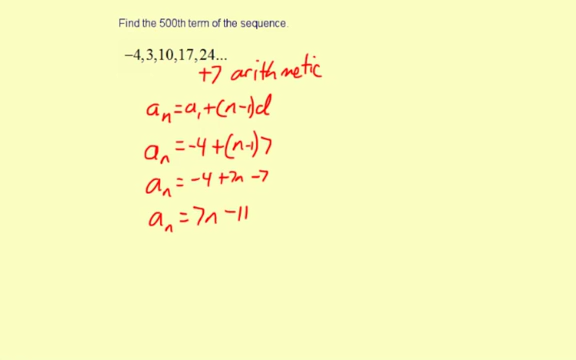 Find the 500th term of the sequence.
−4,3,10,17,24...
+7 arithmetic
aₙ = a₁ + (n−1)d
aₙ = −4 + (n−1)7
aₙ = −4 + 7n − 7
aₙ = 7n − 11